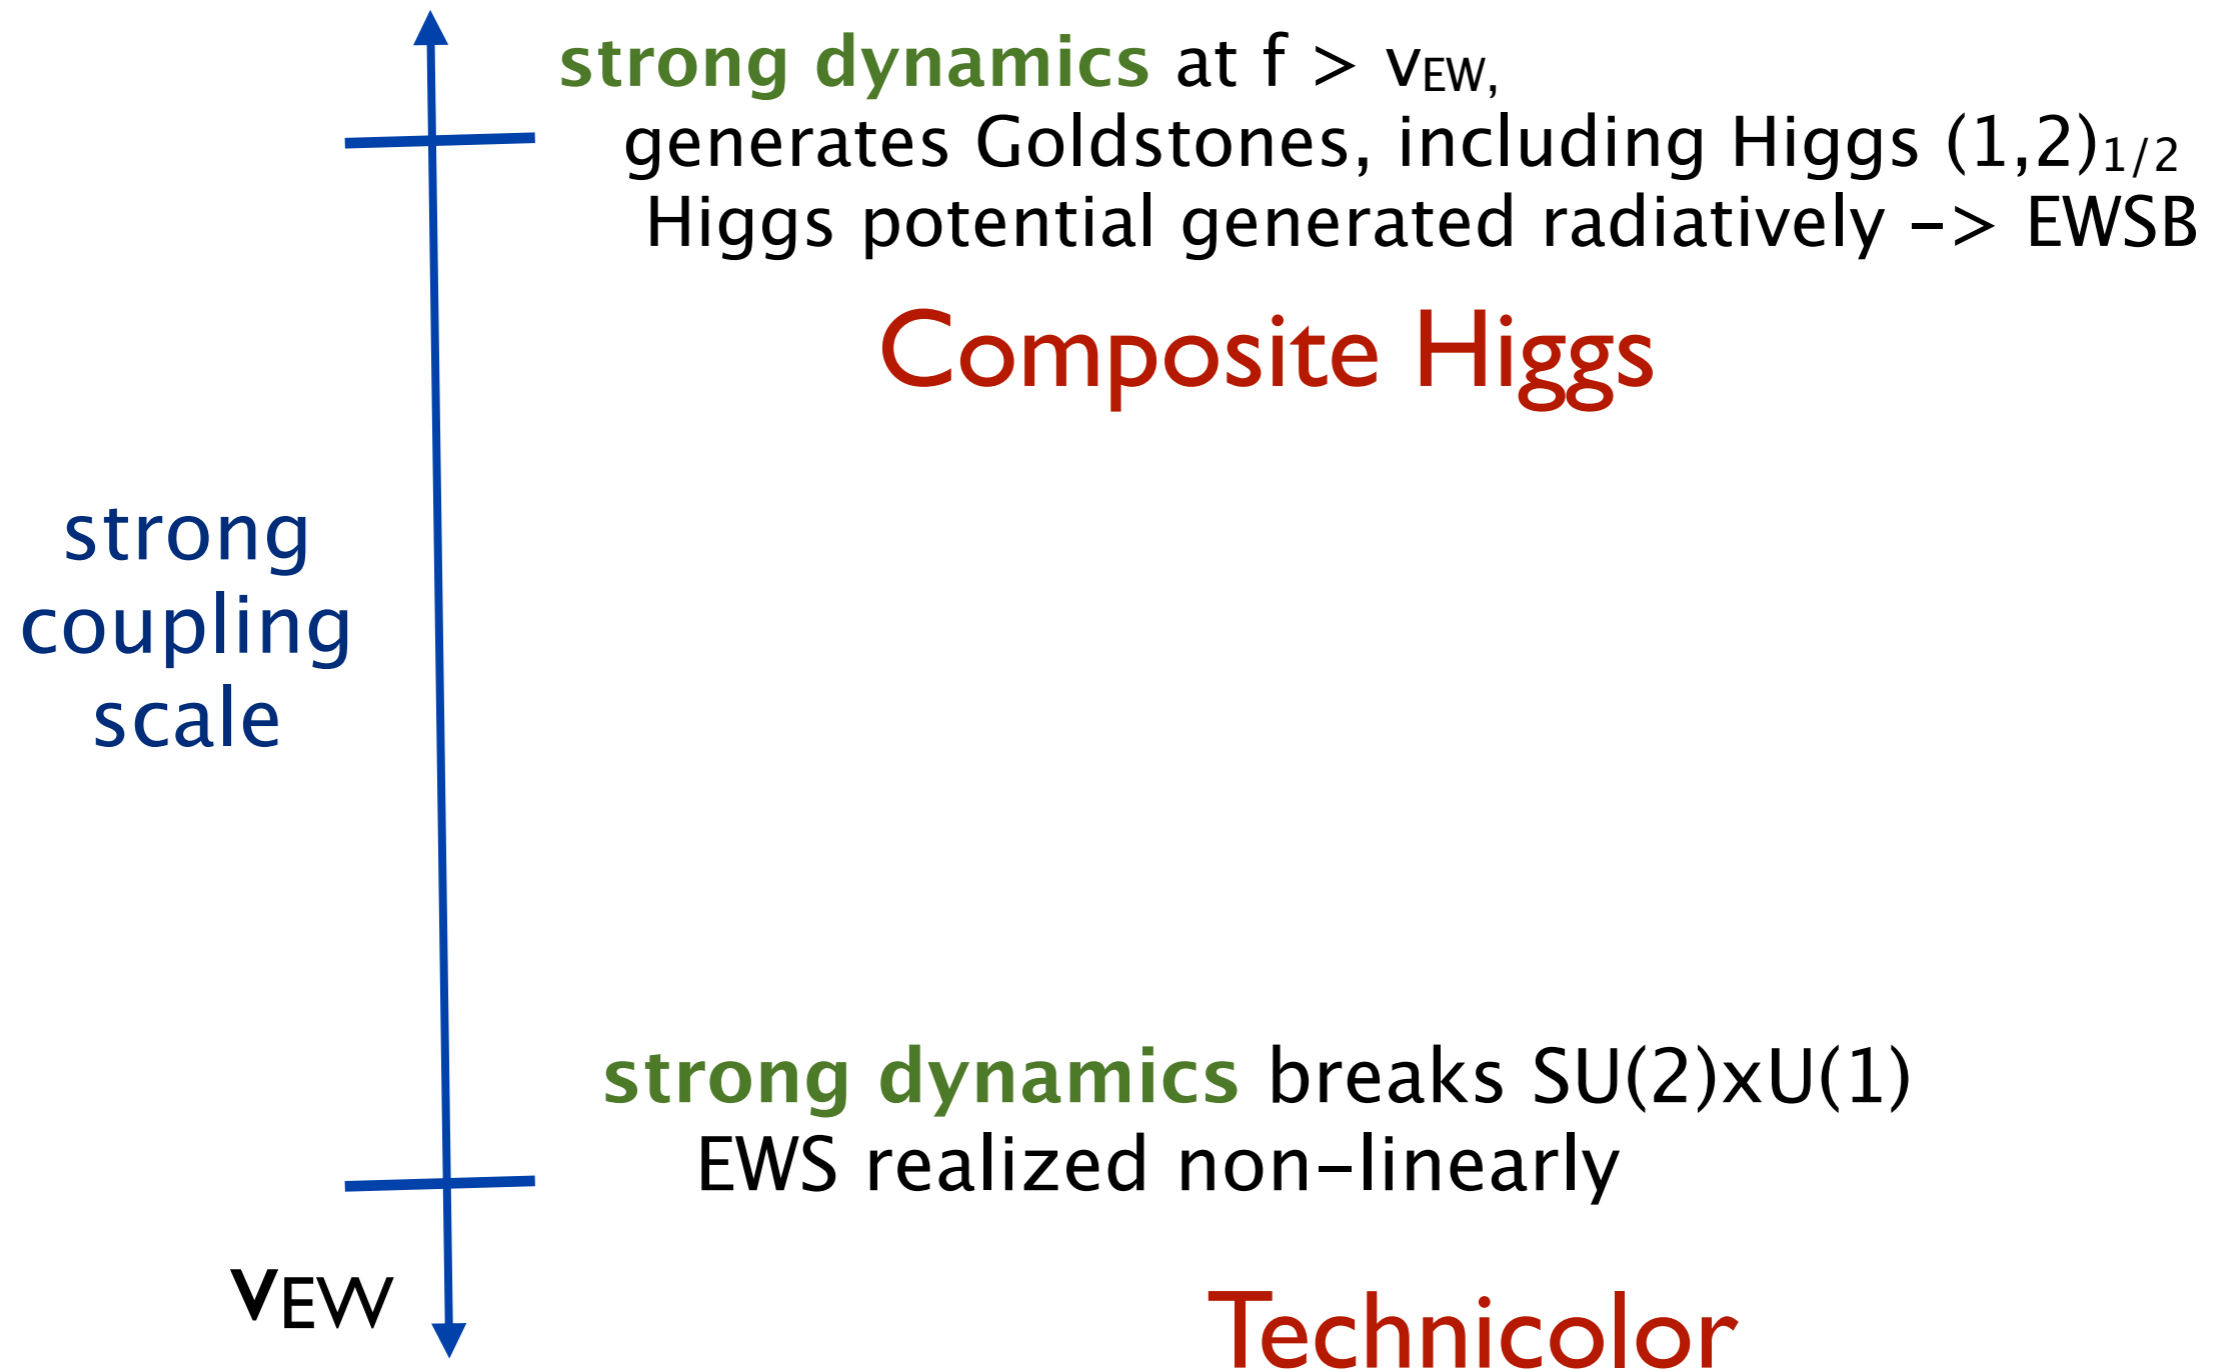 strong dynamics at f > vEW,
generates Goldstones, including Higgs (1,2)1/2
Higgs potential generated radiatively -> EWSB
Composite Higgs
strong
coupling
scale
strong dynamics breaks SU(2)xU(1)
EWS realized non-linearly
vEW
Technicolor